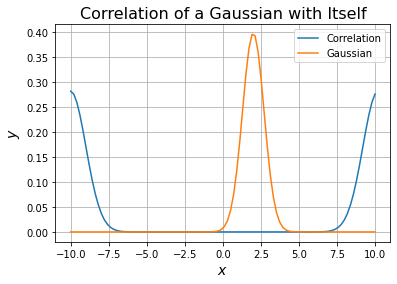 Correlation of a Gaussian with Itself
Correlation
Gaussian
0.40
0.35
0.30
0.25
0.20
0.15
0.10
0.05
0.00
y
−10.0 −7.5 −5.0 −2.5 0.0 2.5 5.0 7.5 10.0
x